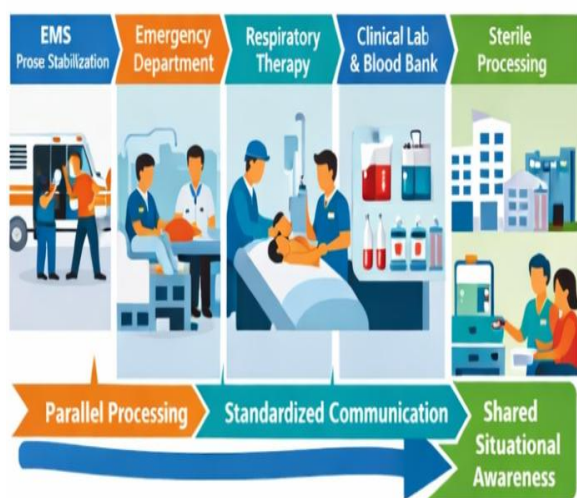 EMS
Prose Stabilization
Emergency
Department
Respiratory
Therapy
Clinical Lab
& Blood Bank
Sterile
Processing
Parallel Processing
Standardized Communication
Shared
Situational
Awareness